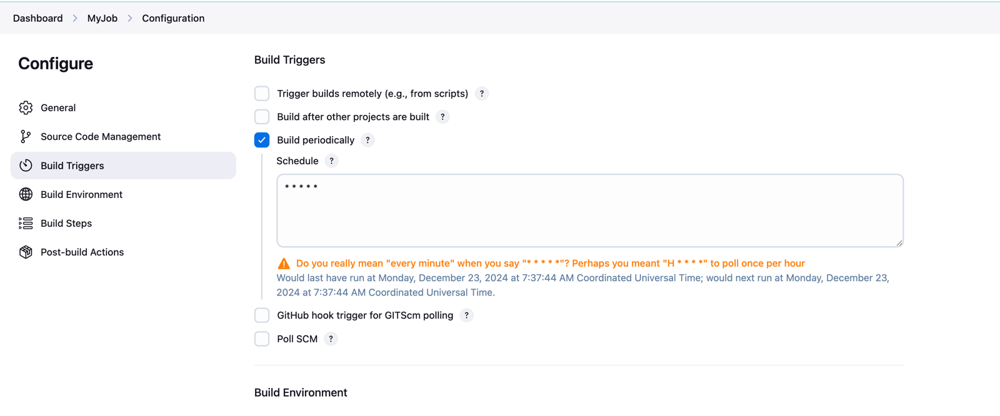 Dashboard > MyJob > Configuration
Configure
General
Source Code Management
Build Triggers
Build Environment
Build Steps
Post-build Actions
Build Triggers
Trigger builds remotely (e.g., from scripts) ?
Build after other projects are built ?
Build periodically ?
Schedule ?
* * * * *
Do you really mean "every minute" when you say "* * * * *"? Perhaps you meant "H * * * *" to poll once per hour
Would last have run at Monday, December 23, 2024 at 7:37:44 AM Coordinated Universal Time; would next run at Monday, December 23,
2024 at 7:37:44 AM Coordinated Universal Time.
GitHub hook trigger for GITScm polling ?
Poll SCM ?
Build Environment